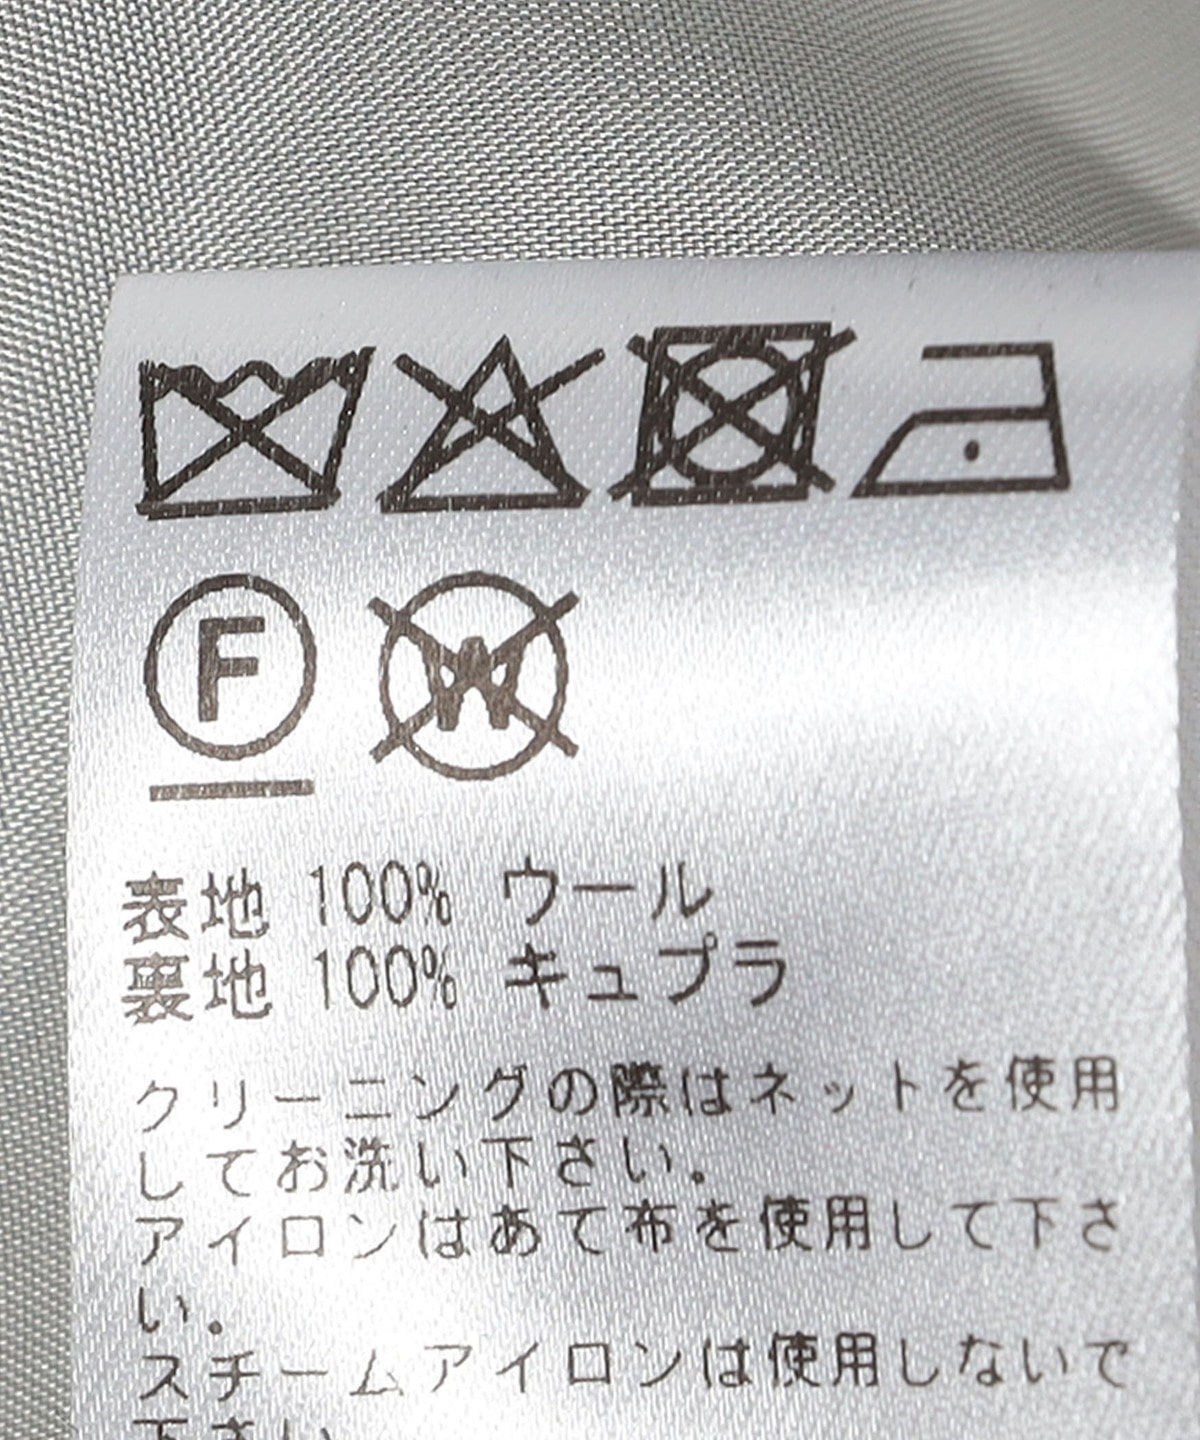 F
W
表地 100% ウール
裏地 100% キュプラ
クリーニングの際はネットを使用
してお洗い下さい。
アイロンはあて布を使用して下さ
い。
スチームアイロンは使用しないで
下さい